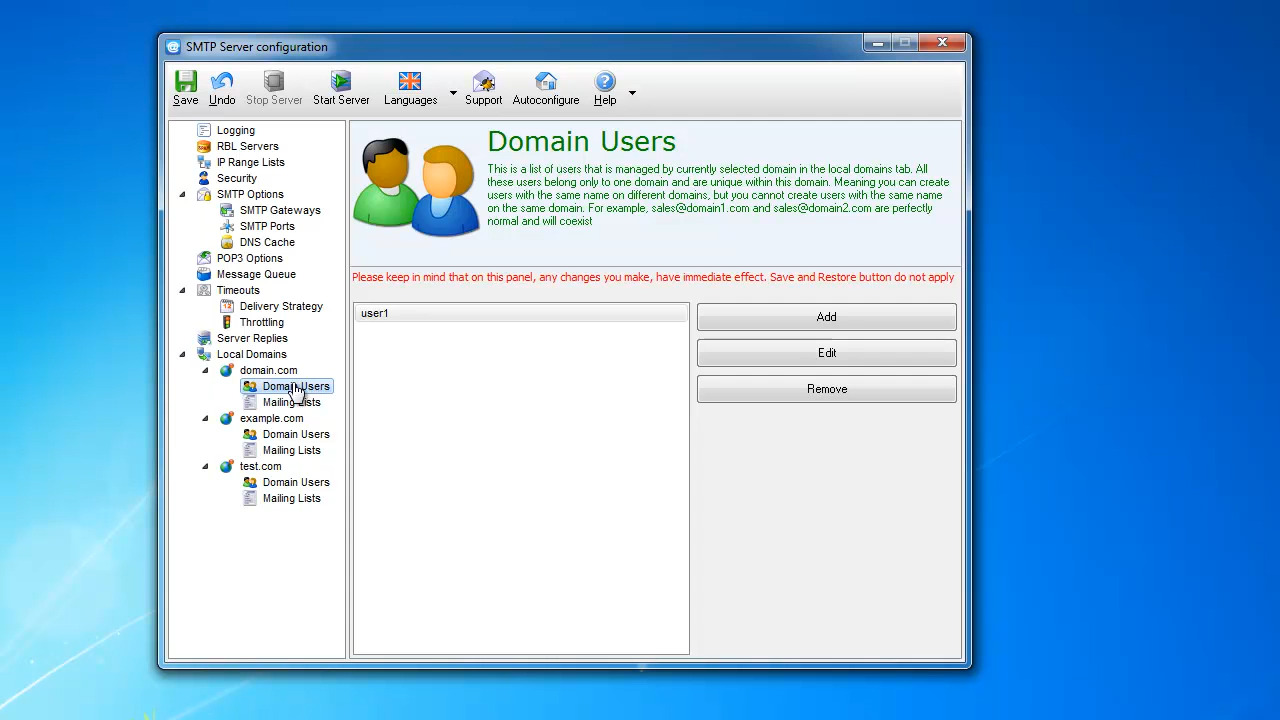 SMTP Server configuration
Save
Undo
Stop Server
Start Server
Languages
Support
Autoconfigure
Help
Logging
RBL Servers
IP Range Lists
Security
SMTP Options
SMTP Gateways
SMTP Ports
DNS Cache
POP3 Options
Message Queue
Timeouts
Delivery Strategy
Throttling
Server Replies
Local Domains
domain.com
Domain Users
Mailing Lists
example.com
Domain Users
Mailing Lists
test.com
Domain Users
Mailing Lists
Domain Users
This is a list of users that is managed by currently selected domain in the local domains tab. All
these users belong only to one domain and are unique within this domain. Meaning you can create
users with the same name on different domains, but you cannot create users with the same name
on the same domain. For example, sales@domain1.com and sales@domain2.com are perfectly
normal and will coexist
Please keep in mind that on this panel, any changes you make, have immediate effect. Save and Restore button do not apply
user1
Add
Edit
Remove